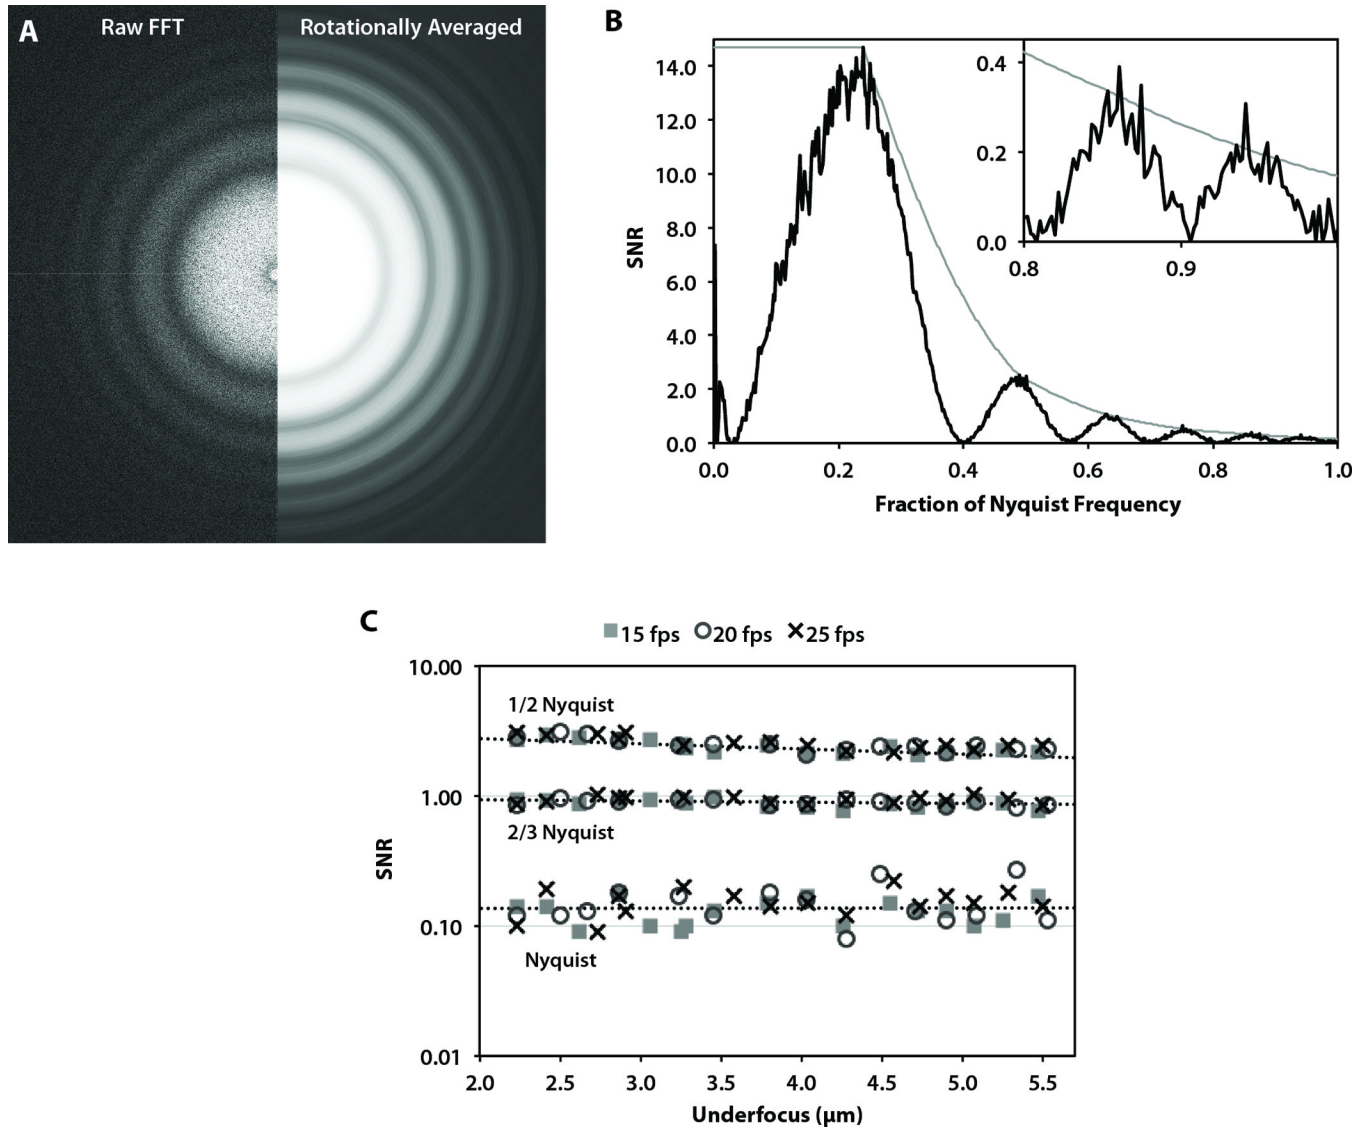 A
Raw FFT
Rotationally Averaged
B
SNR
14.0
12.0
10.0
8.0
6.0
4.0
2.0
0.0
0.0 0.2 0.4 0.6 0.8 1.0
Fraction of Nyquist Frequency
0.4
0.2
0.0
0.8 0.9
C
15 fps 20 fps 25 fps
SNR
10.00
1.00
0.10
0.01
1/2 Nyquist
2/3 Nyquist
Nyquist
2.0 2.5 3.0 3.5 4.0 4.5 5.0 5.5
Underfocus (μm)